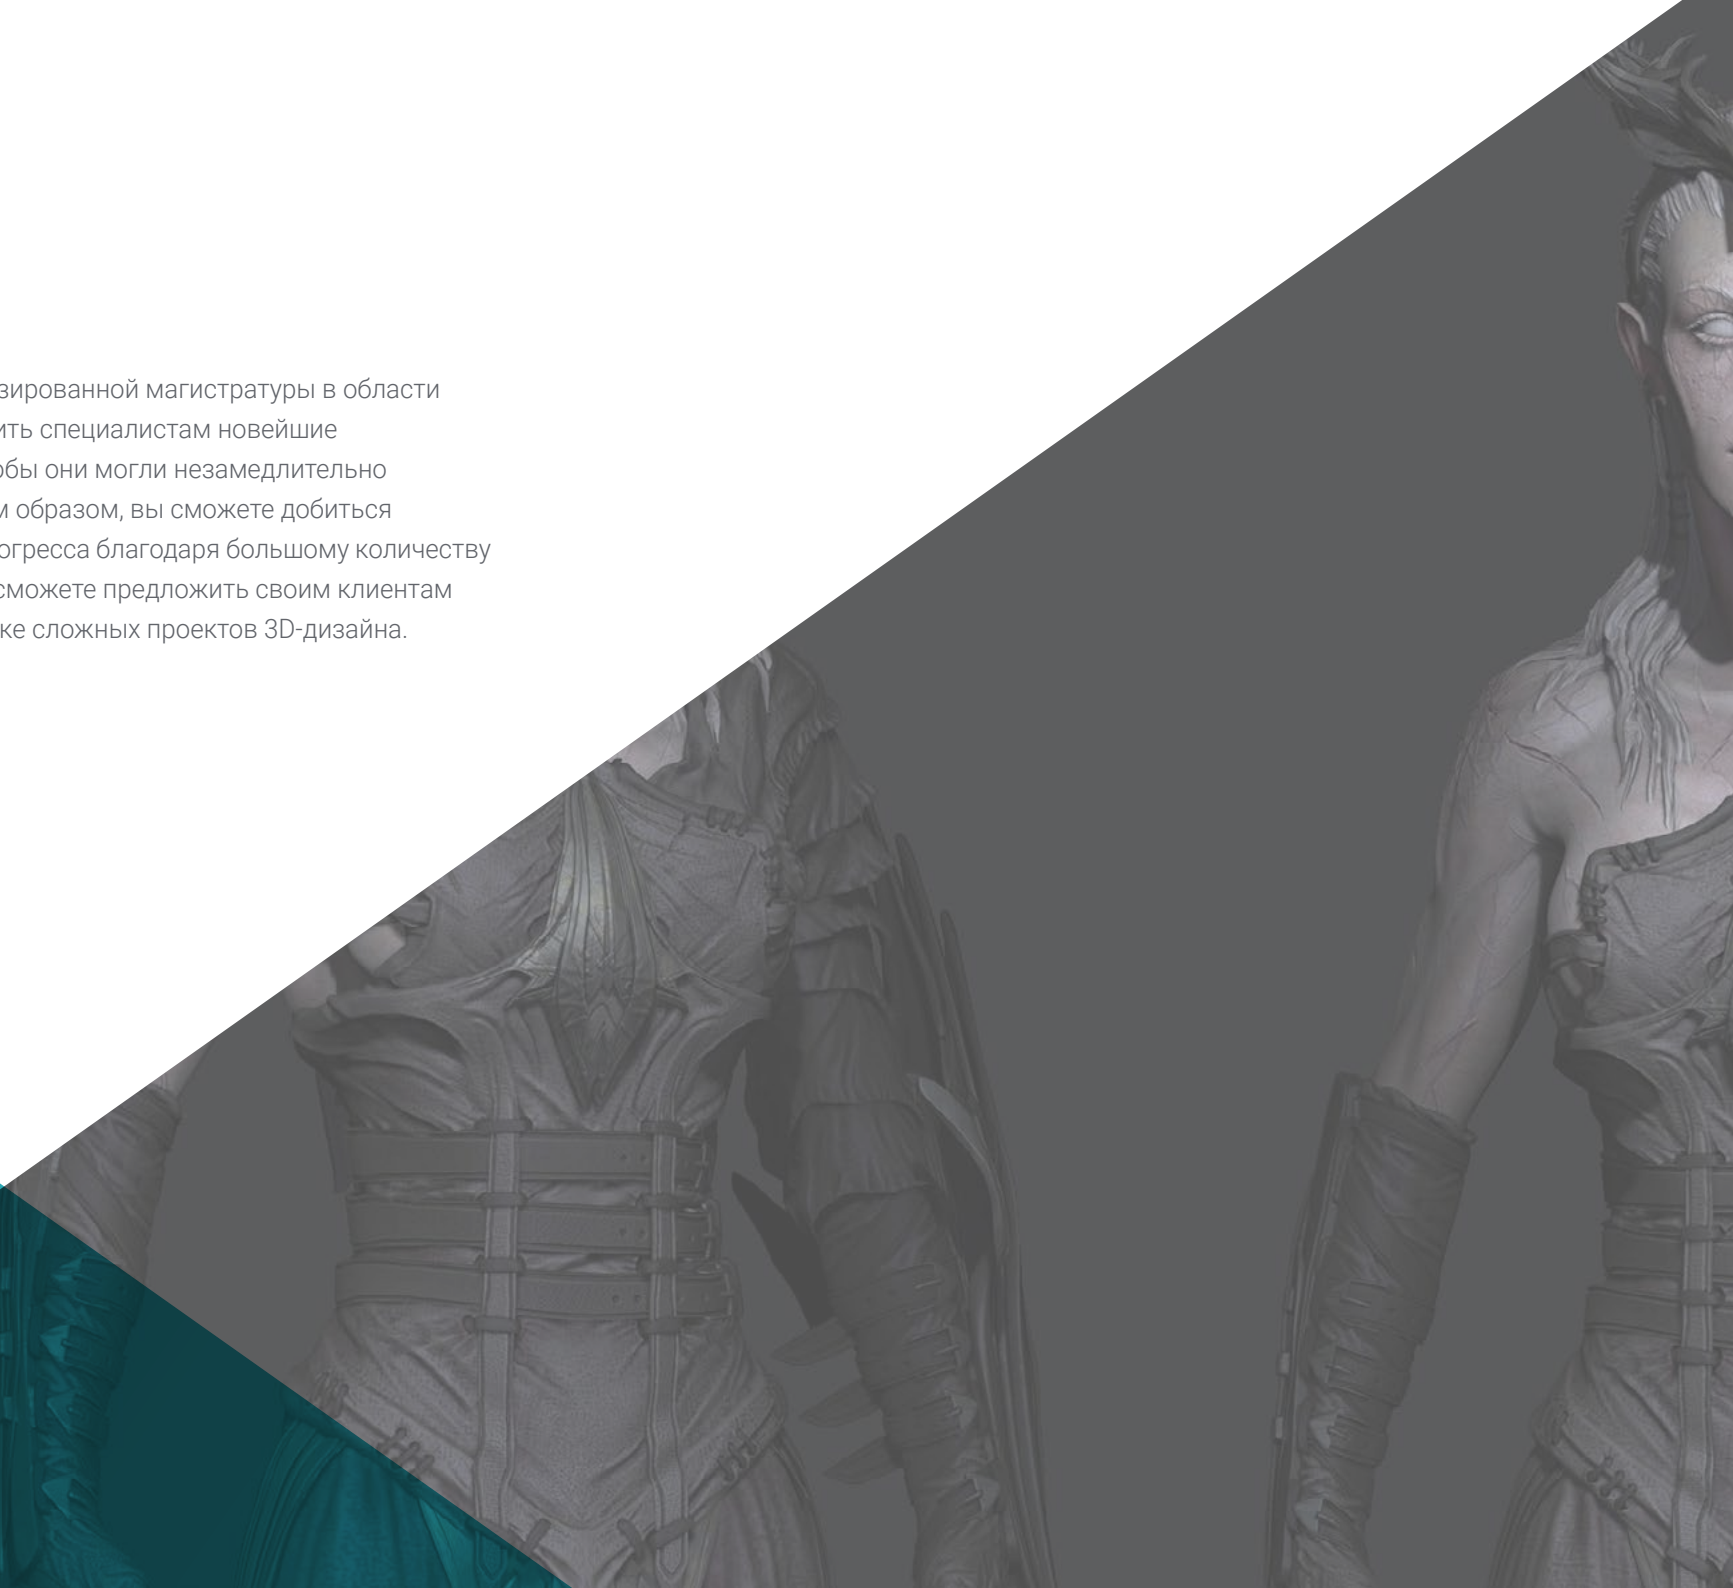 зированной магистратуры в области
ить специалистам новейшие
обы они могли незамедлительно
м образом, вы сможете добиться
огресса благодаря большому количеству
сможете предложить своим клиентам
ке сложных проектов 3D-дизайна.